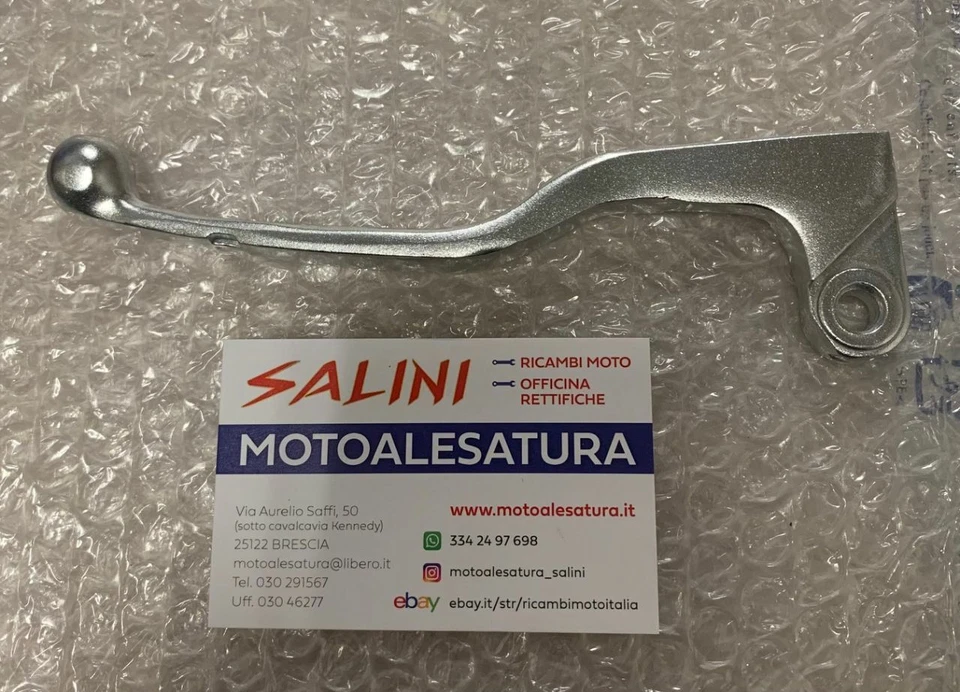 SALINI
RICAMBI MOTO
OFFICINA
RETTIFICHE
MOTOALESATURA
Via Aurelio Saffi, 50
(sotto cavalcavia Kennedy)
25122 BRESCIA
motoalesatura@libero.it
Tel. 030 291567
Uff. 030 46277
www.motoalesatura.it
334 24 97 698
motoalesatura_salini
ebay ebay.it/str/ricambimotoitalia